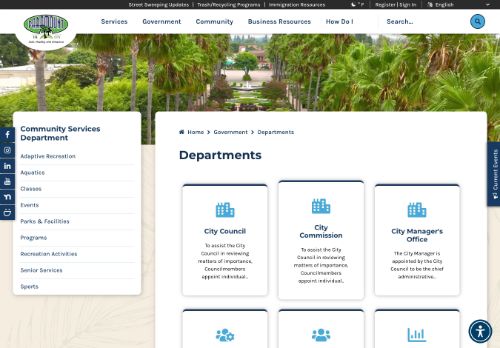 Street Sweeping Updates | Trash/Recycling Programs | Immigration Resources
°F
Register | Sign In
English
PARAMOUNT
Services
Government
Community
Business Resources
How Do I
Search...
Community Services
Department
Adaptive Recreation
Aquatics
Classes
Events
Parks & Facilities
Programs
Recreation Activities
Senior Services
Sports
Home > Government > Departments
Departments
City Council
To assist the City
Council in reviewing
matters of importance,
Councilmembers
appoint individual...
City
Commission
To assist the City
Council in reviewing
matters of importance,
Councilmembers
appoint individual...
City Manager's
Office
The City Manager is
appointed by the City
Council to be the chief
administrative...
Current Events